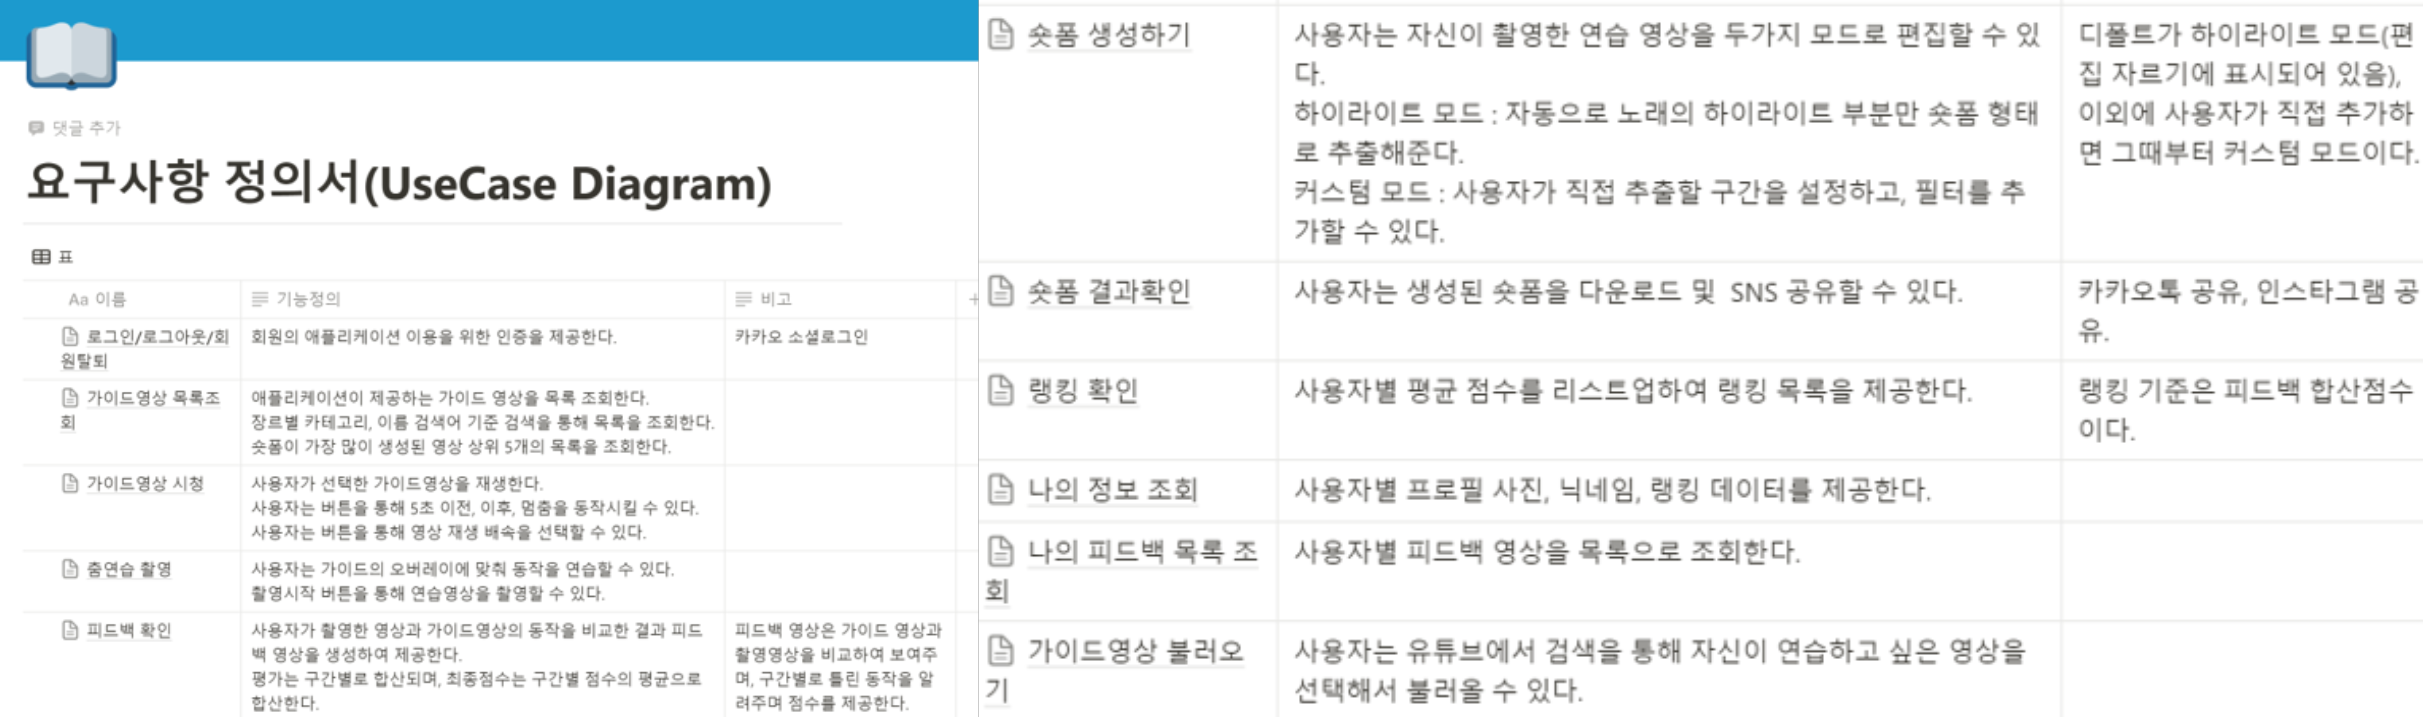 댓글 추가
요구사항 정의서(UseCase Diagram)
표
Aa 이름
기능정의
비고
로그인/로그아웃/회
원탈퇴
회원의 애플리케이션 이용을 위한 인증을 제공한다.
카카오 소셜로그인
가이드영상 목록조
회
애플리케이션이 제공하는 가이드 영상을 목록 조회한다.
장르별 카테고리, 이름 검색어 기준 검색을 통해 목록을 조회한다.
숏폼이 가장 많이 생성된 영상 상위 5개의 목록을 조회한다.
가이드영상 시청
사용자가 선택한 가이드영상을 재생한다.
사용자는 버튼을 통해 5초 이전, 이후, 멈춤을 동작시킬 수 있다.
사용자는 버튼을 통해 영상 재생 배속을 선택할 수 있다.
춤연습 촬영
사용자는 가이드의 오버레이에 맞춰 동작을 연습할 수 있다.
촬영시작 버튼을 통해 연습영상을 촬영할 수 있다.
피드백 확인
사용자가 촬영한 영상과 가이드영상의 동작을 비교한 결과 피드
백 영상을 생성하여 제공한다.
평가는 구간별로 합산되며, 최종점수는 구간별 점수의 평균으로
합산한다.
피드백 영상은 가이드 영상과
촬영영상을 비교하여 보여주
며, 구간별로 틀린 동작을 알
려주며 점수를 제공한다.
숏폼 생성하기
사용자는 자신이 촬영한 연습 영상을 두가지 모드로 편집할 수 있
다.
하이라이트 모드 : 자동으로 노래의 하이라이트 부분만 숏폼 형태
로 추출해준다.
커스텀 모드 : 사용자가 직접 추출할 구간을 설정하고, 필터를 추
가할 수 있다.
디폴트가 하이라이트 모드(편
집 자르기에 표시되어 있음),
이외에 사용자가 직접 추가하
면 그때부터 커스텀 모드이다.
숏폼 결과확인
사용자는 생성된 숏폼을 다운로드 및 SNS 공유할 수 있다.
카카오톡 공유, 인스타그램 공
유.
랭킹 확인
사용자별 평균 점수를 리스트업하여 랭킹 목록을 제공한다.
랭킹 기준은 피드백 합산점수
이다.
나의 정보 조회
사용자별 프로필 사진, 닉네임, 랭킹 데이터를 제공한다.
나의 피드백 목록 조
회
사용자별 피드백 영상을 목록으로 조회한다.
가이드영상 불러오
기
사용자는 유튜브에서 검색을 통해 자신이 연습하고 싶은 영상을
선택해서 불러올 수 있다.